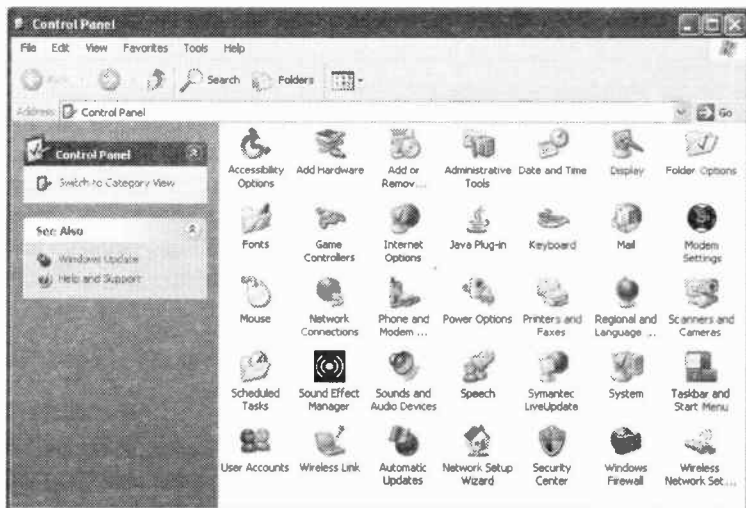 Control Panel
File Edit View Favorites Tools Help
Search Folders
Address Control Panel Go
Control Panel
Switch to Category View
See Also
Windows Update
Help and Support
Accessibility Options
Add Hardware
Add or Remov...
Administrative Tools
Date and Time
Display
Folder Options
Fonts
Game Controllers
Internet Options
Java Plug-in
Keyboard
Mail
Modem Settings
Mouse
Network Connections
Phone and Modem ...
Power Options
Printers and Faxes
Regional and Language ...
Scanners and Cameras
Scheduled Tasks
Sound Effect Manager
Sounds and Audio Devices
Speech
Symantec LiveUpdate
System
Taskbar and Start Menu
User Accounts
Wireless Link
Automatic Updates
Network Setup Wizard
Security Center
Windows Firewall
Wireless Network Set...